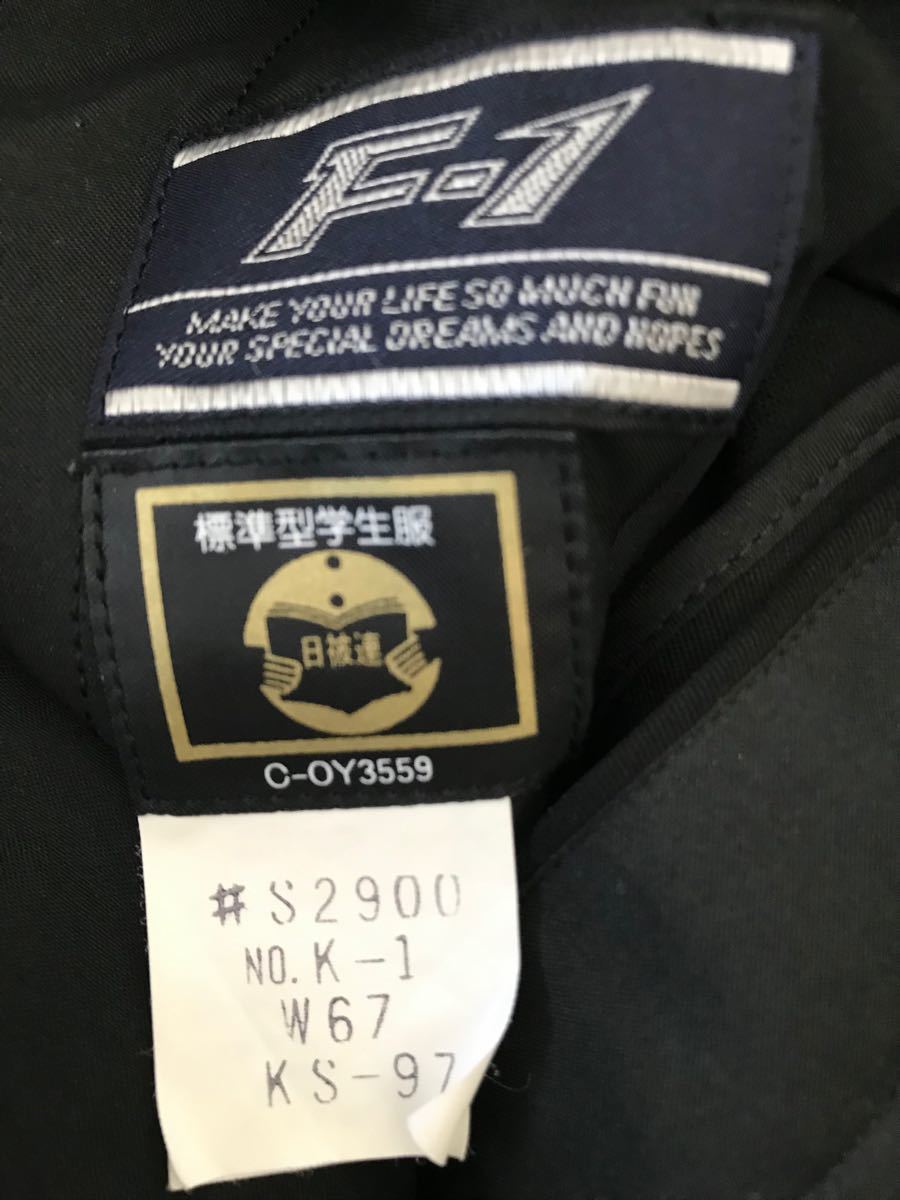 F-1
MAKE YOUR LIFE SO MUCH FUN
YOUR SPECIAL DREAMS AND HOPES
標準型学生服
日被連
C-OY3559
#S2900
NO.K-1
W67
KS-97